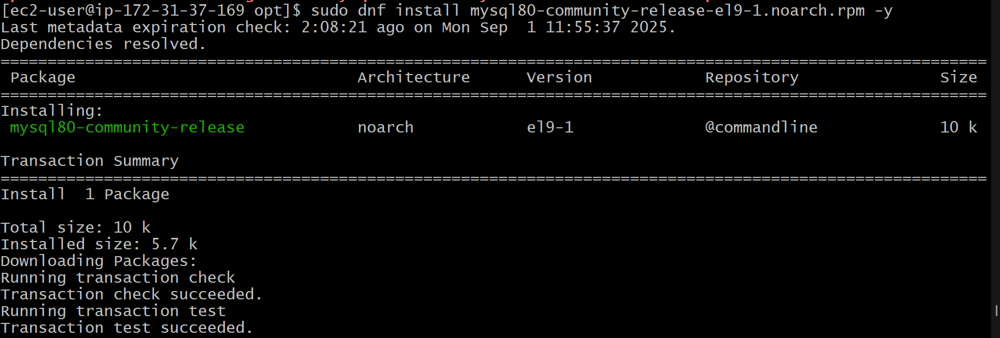 [ec2-user@ip-172-31-37-169 opt]$ sudo dnf install mysql80-community-release-el9-1.noarch.rpm -y
Last metadata expiration check: 2:08:21 ago on Mon Sep  1 11:55:37 2025.
Dependencies resolved.
=========================================================================================================
 Package                              Architecture      Version            Repository               Size
=========================================================================================================
Installing:
 mysql80-community-release            noarch            el9-1              @commandline             10 k
Transaction Summary
=========================================================================================================
Install  1 Package
Total size: 10 k
Installed size: 5.7 k
Downloading Packages:
Running transaction check
Transaction check succeeded.
Running transaction test
Transaction test succeeded.